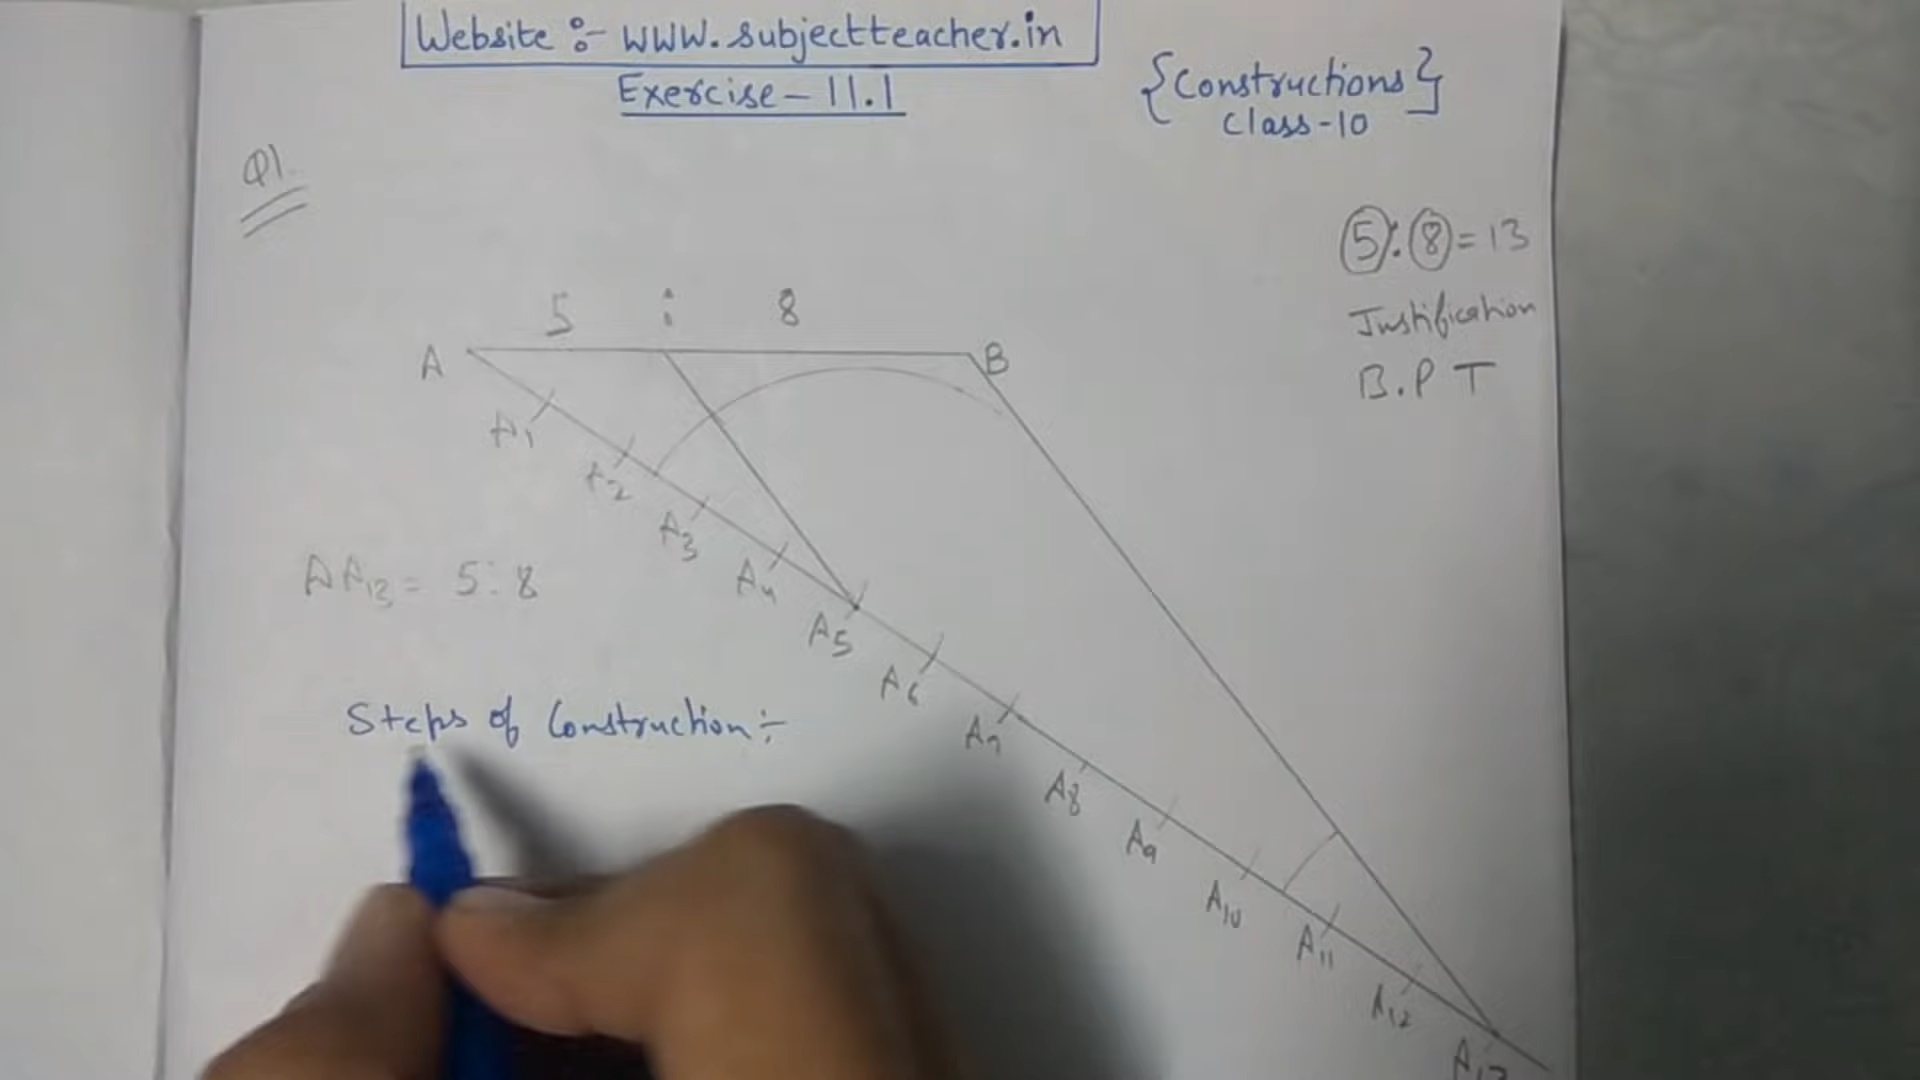 Website :- www.subjectteacher.in
Exercise - 11.1
{Constructions}
Class-10
Q1.
5 : 8 = 13
Justification
B.P T
5 : 8
A
B
A1
A2
A3
A4
A5
A6
A7
A8
A9
A10
A11
A12
A13
AA13 = 5:8
Steps of Construction :-